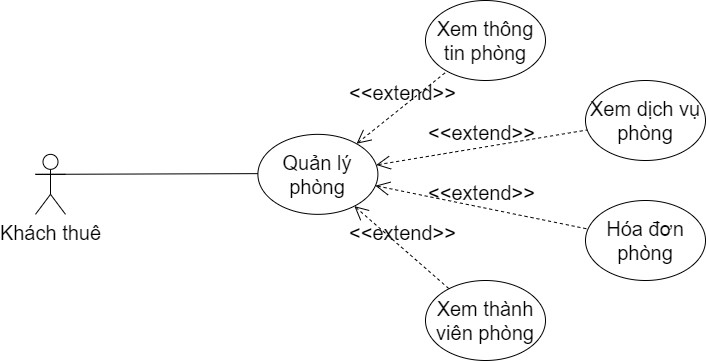 Xem thông
tin phòng
<<extend>>
Xem dịch vụ
phòng
<<extend>>
Quản lý
phòng
Khách thuê
<<extend>>
Hóa đơn
phòng
<<extend>>
Xem thành
viên phòng